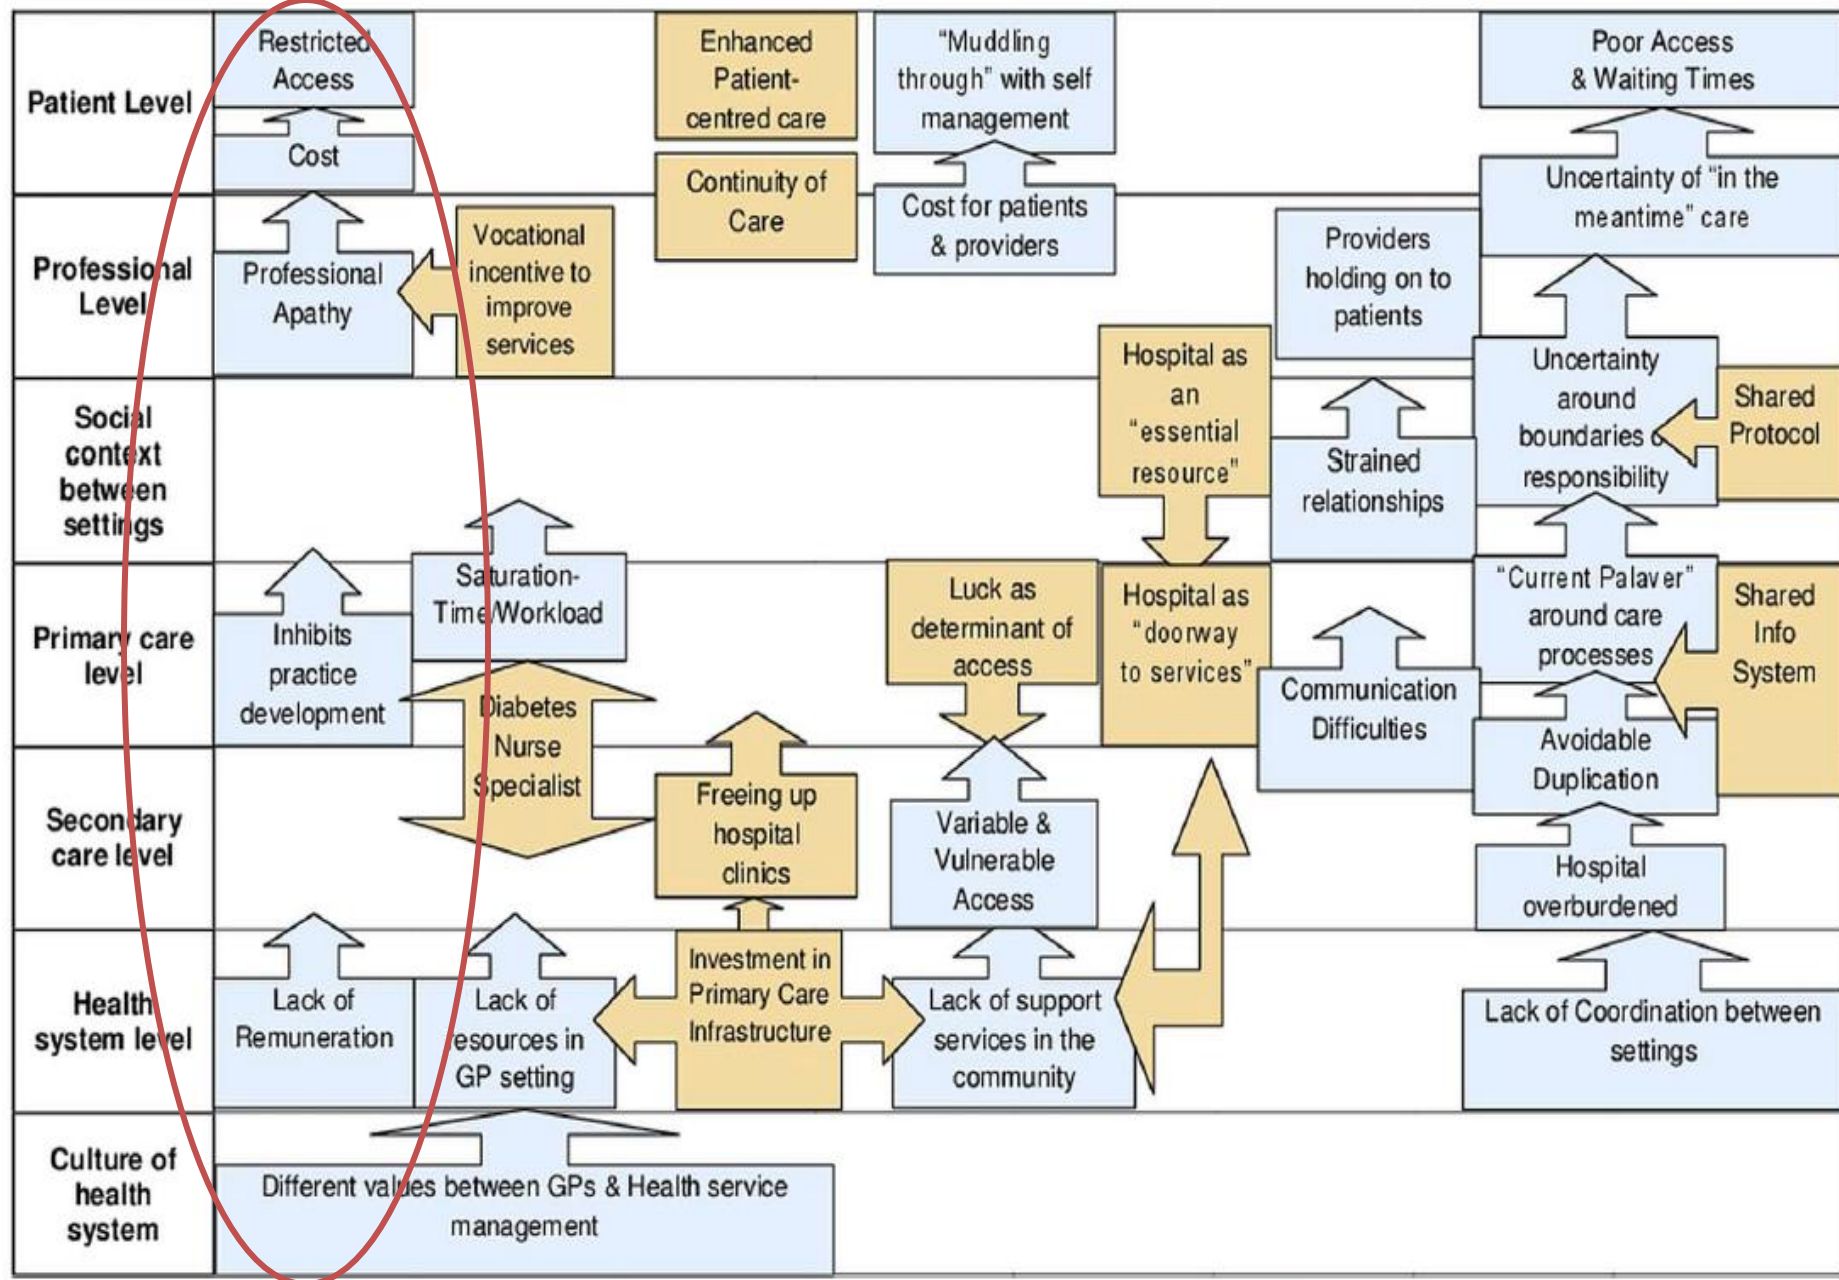 Patient Level
Restricted
Access
Cost
Enhanced
Patient-
centred care
Continuity of
Care
“Muddling
through” with self
management
Cost for patients
& providers
Poor Access
& Waiting Times
Uncertainty of “in the
meantime” care
Professional
Level
Professional
Apathy
Vocational
incentive to
improve
services
Providers
holding on to
patients
Hospital as
an
“essential
resource”
Social
context
between
settings
Strained
relationships
Uncertainty
around
boundaries
responsibility
Shared
Protocol
Primary care
level
Inhibits
practice
development
Saturation-
Time/Workload
Diabetes
Nurse
Specialist
Luck as
determinant of
access
Hospital as
“doorway
to services”
Communication
Difficulties
“Current Palaver”
around care
processes
Shared
Info
System
Avoidable
Duplication
Secondary
care level
Freeing up
hospital
clinics
Variable &
Vulnerable
Access
Hospital
overburdened
Health
system level
Lack of
Remuneration
Lack of
resources in
GP setting
Investment in
Primary Care
Infrastructure
Lack of support
services in the
community
Lack of Coordination between
settings
Culture of
health
system
Different values between GPs & Health service
management